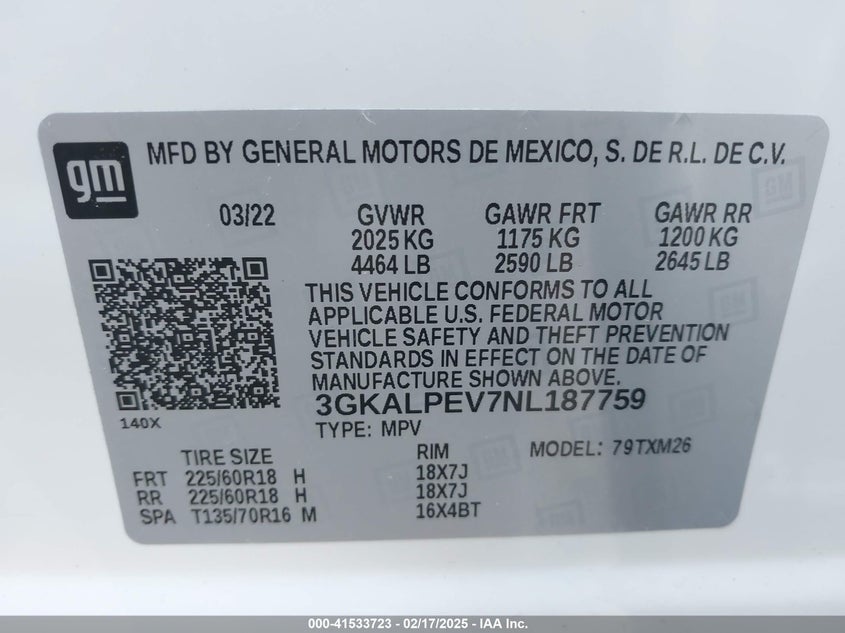 gm
MFD BY GENERAL MOTORS DE MEXICO, S. DE R.L. DE C.V.
03/22 GVWR GAWR FRT GAWR RR
2025 KG 1175 KG 1200 KG
4464 LB 2590 LB 2645 LB
THIS VEHICLE CONFORMS TO ALL
APPLICABLE U.S. FEDERAL MOTOR
VEHICLE SAFETY AND THEFT PREVENTION
STANDARDS IN EFFECT ON THE DATE OF
MANUFACTURE SHOWN ABOVE.
3GKALPEV7NL187759
140X
TYPE: MPV
TIRE SIZE RIM MODEL: 79TXM26
FRT 225/60R18 H 18X7J
RR 225/60R18 H 18X7J
SPA T135/70R16 M 16X4BT
000-41533723 - 02/17/2025 - IAA Inc.